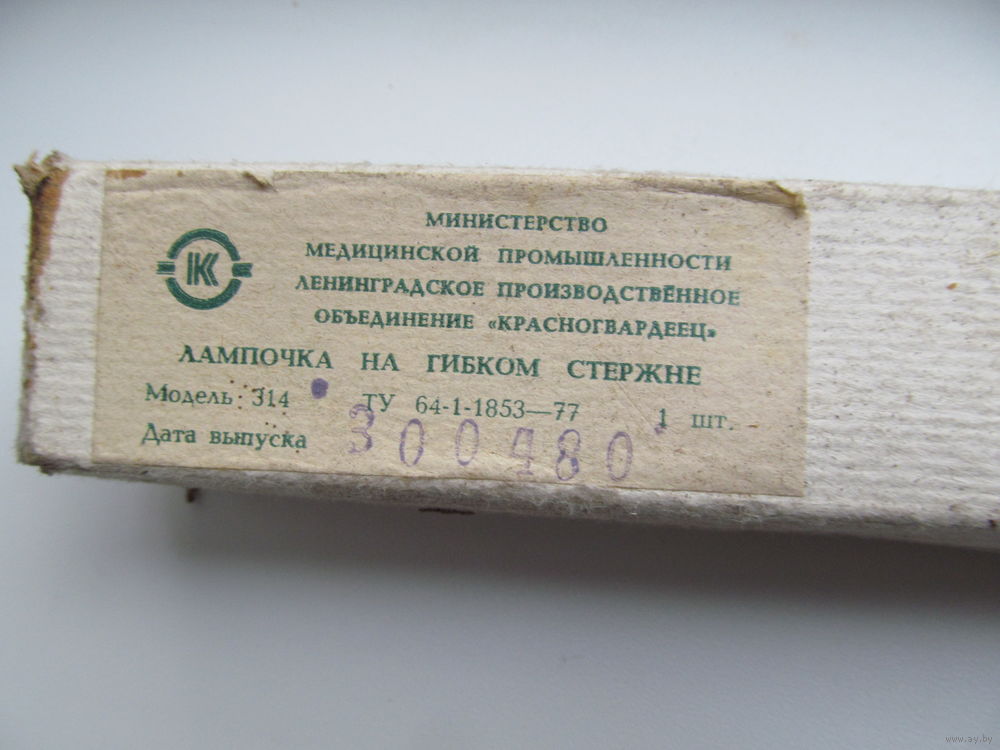 МИНИСТЕРСТВО
МЕДИЦИНСКОЙ ПРОМЫШЛЕННОСТИ
ЛЕНИНГРАДСКОЕ ПРОИЗВОДСТВЕННОЕ
ОБЪЕДИНЕНИЕ «КРАСНОГВАРДЕЕЦ»
ЛАМПОЧКА НА ГИБКОМ СТЕРЖНЕ
Модель 314 ТУ 64-1-1853—77 1 шт.
Дата выпуска 300480
www.ay.by